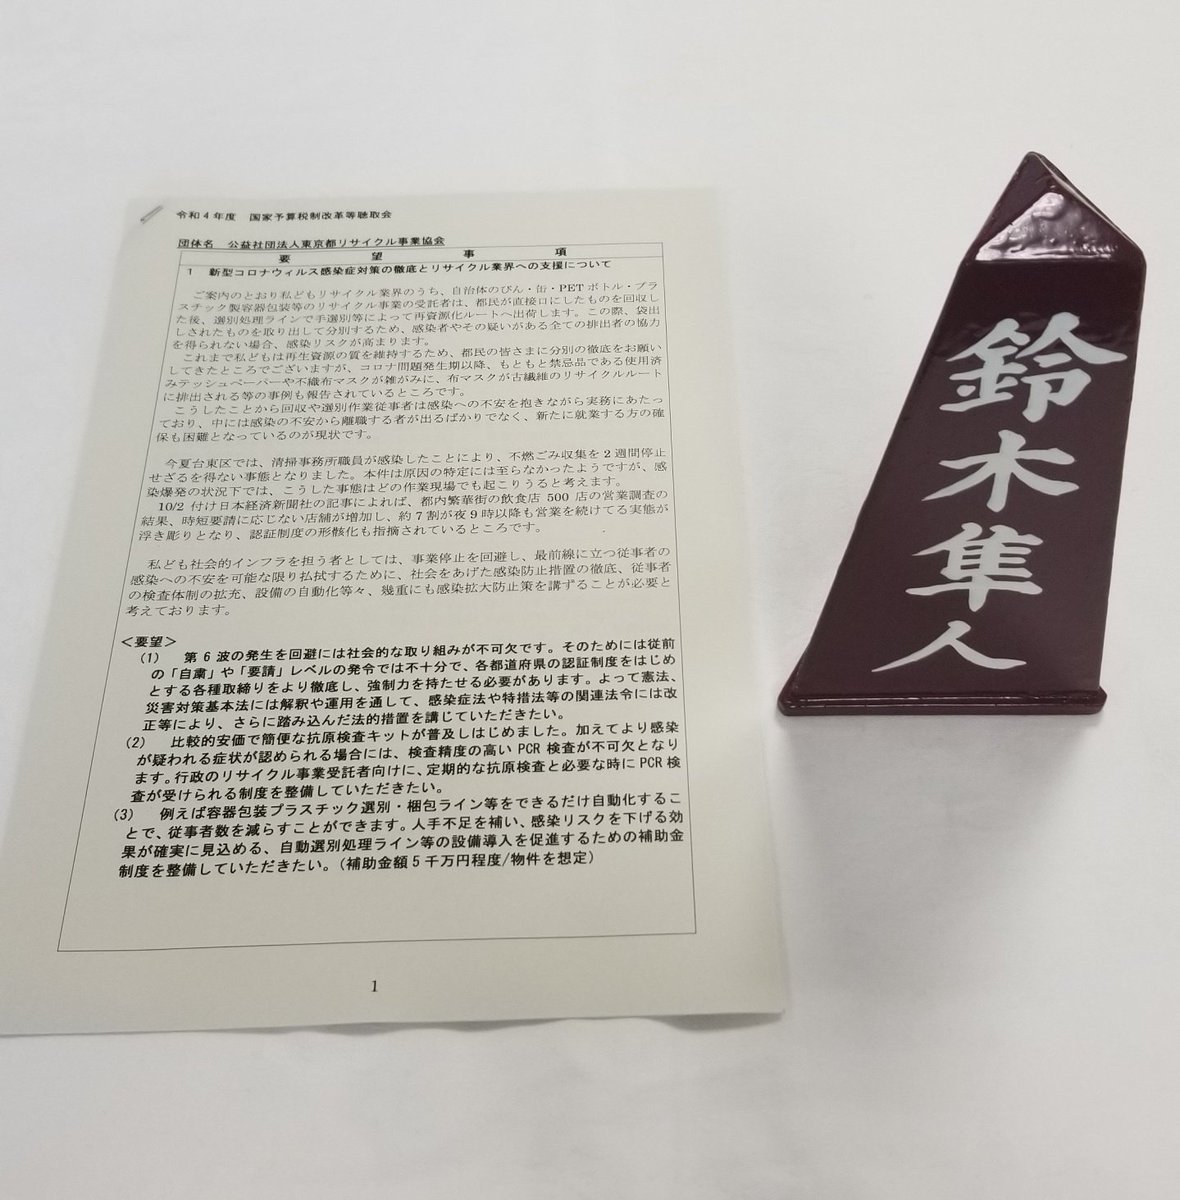 令和4年度　国家予算税制改革等聴取会
団体名　公益社団法人東京都リサイクル事業協会
要　望　事　項
1　新型コロナウィルス感染症対策の徹底とリサイクル業界への支援について
ご案内のとおり私どもリサイクル業界のうち、自治体のびん・缶・PETボトル・プラ
スチック製容器包装等のリサイクル事業の受託者は、都民が直接口にしたものを回収し
た後、選別処理ラインで手選別等によって再資源化ルートへ出荷します。この際、袋出
しされたものを取り出して分別するため、感染者やその疑いがある全ての排出者の協力
を得られない場合、感染リスクが高まります。
これまで私どもは再生資源の質を維持するため、都民の皆さまに分別の徹底をお願い
してきたところでございますが、コロナ問題発生期以降、もともと禁忌品である使用済
みテッシュペーパーや不織布マスクが雑がみに、布マスクが古繊維のリサイクルルート
に排出される等の事例も報告されているところです。
こうしたことから回収や選別作業従事者は感染への不安を抱きながら実務にあたっ
ており、中には感染の不安から離職する者が出るばかりでなく、新たに就業する方の確
保も困難となっているのが現状です。
今夏台東区では、清掃事務所職員が感染したことにより、不燃ごみ収集を2週間停止
せざるを得ない事態となりました。本件は原因の特定には至らなかったようですが、感
染爆発の状況下では、こうした事態はどの作業現場でも起こりうると考えます。
10/2 付け日本経済新聞社の記事によれば、都内繁華街の飲食店 500 店の営業調査の
結果、時短要請に応じない店舗が増加し、約7割が夜9時以降も営業を続けてる実態が
浮き彫りとなり、認証制度の形骸化も指摘されているところです。
私ども社会的インフラを担う者としては、事業停止を回避し、最前線に立つ従事者の
感染への不安を可能な限り払拭するために、社会をあげた感染防止措置の徹底、従事者
の検査体制の拡充、設備の自動化等々、幾重にも感染拡大防止策を講ずることが必要と
考えております。
＜要望＞
(1)　第6波の発生を回避には社会的な取り組みが不可欠です。そのためには従前
の「自粛」や「要請」レベルの発令では不十分で、各都道府県の認証制度をはじめ
とする各種取締りをより徹底し、強制力を持たせる必要があります。よって憲法、
災害対策基本法には解釈や運用を通して、感染症法や特措法等の関連法令には改
正等により、さらに踏み込んだ法的措置を講じていただきたい。
(2)　比較的安価で簡便な抗原検査キットが普及しはじめました。加えてより感染
が疑われる症状が認められる場合には、検査精度の高い PCR 検査が不可欠となり
ます。行政のリサイクル事業受託者向けに、定期的な抗原検査と必要な時に PCR 検
査が受けられる制度を整備していただきたい。
(3)　例えば容器包装プラスチック選別・梱包ライン等をできるだけ自動化するこ
とで、従事者数を減らすことができます。人手不足を補い、感染リスクを下げる効
果が確実に見込める、自動選別処理ライン等の設備導入を促進するための補助金
制度を整備していただきたい。（補助金額5千万円程度/物件を想定）
1
鈴木隼人